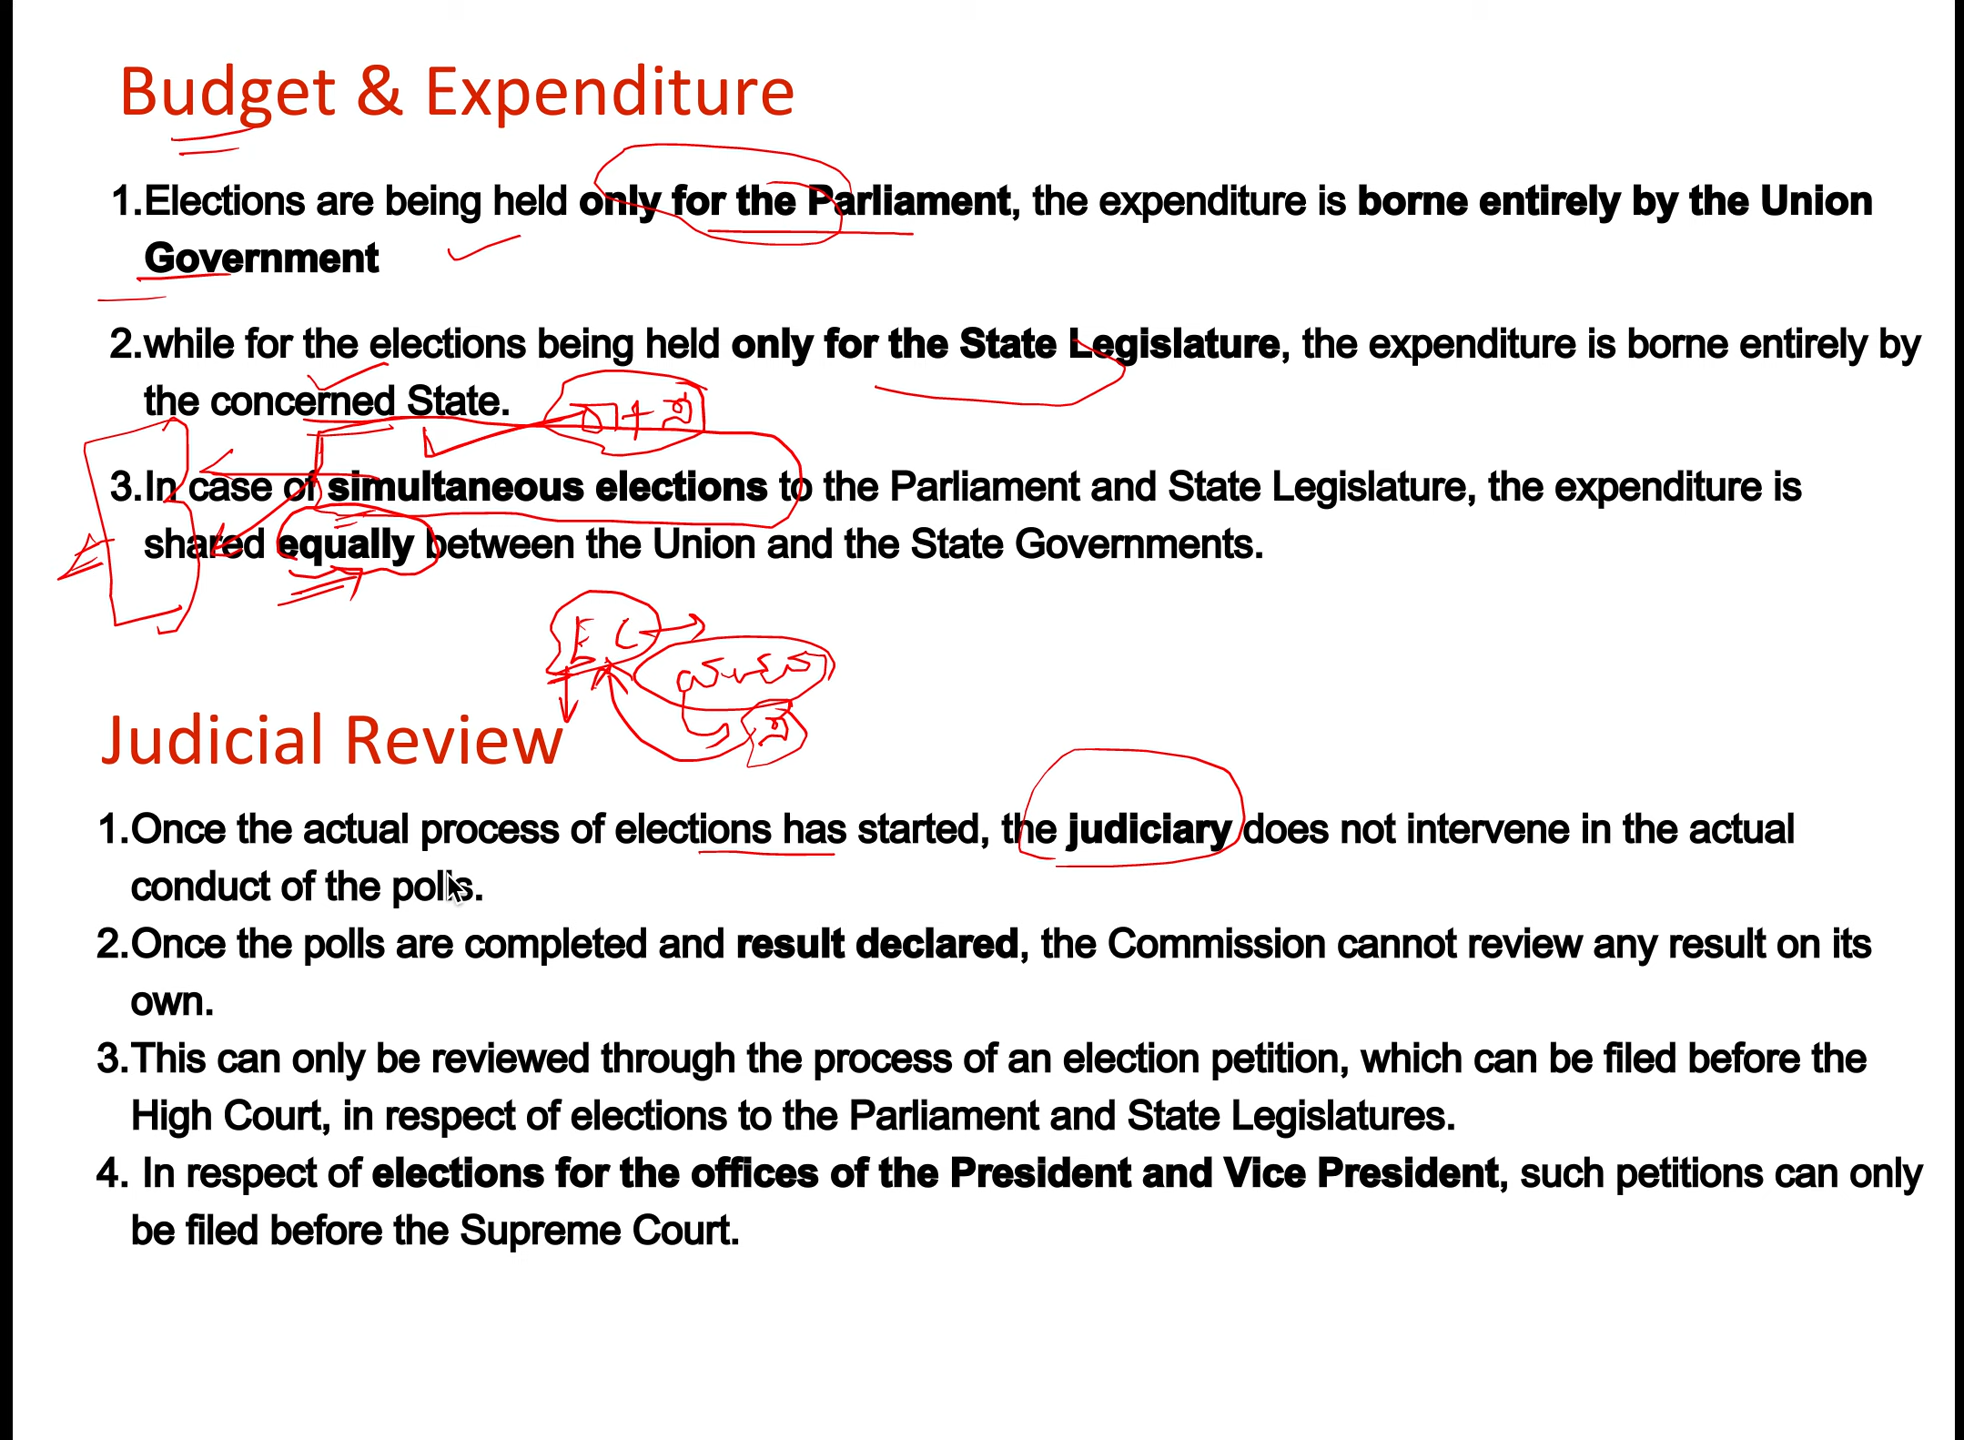 Budget & Expenditure
1.Elections are being held only for the Parliament, the expenditure is borne entirely by the Union
Government
2.while for the elections being held only for the State Legislature, the expenditure is borne entirely by
the concerned State.
3.In case of simultaneous elections to the Parliament and State Legislature, the expenditure is
shared equally between the Union and the State Governments.
EC
Judicial Review
1.Once the actual process of elections has started, the judiciary does not intervene in the actual
conduct of the polls.
2.Once the polls are completed and result declared, the Commission cannot review any result on its
own.
3.This can only be reviewed through the process of an election petition, which can be filed before the
High Court, in respect of elections to the Parliament and State Legislatures.
4. In respect of elections for the offices of the President and Vice President, such petitions can only
be filed before the Supreme Court.